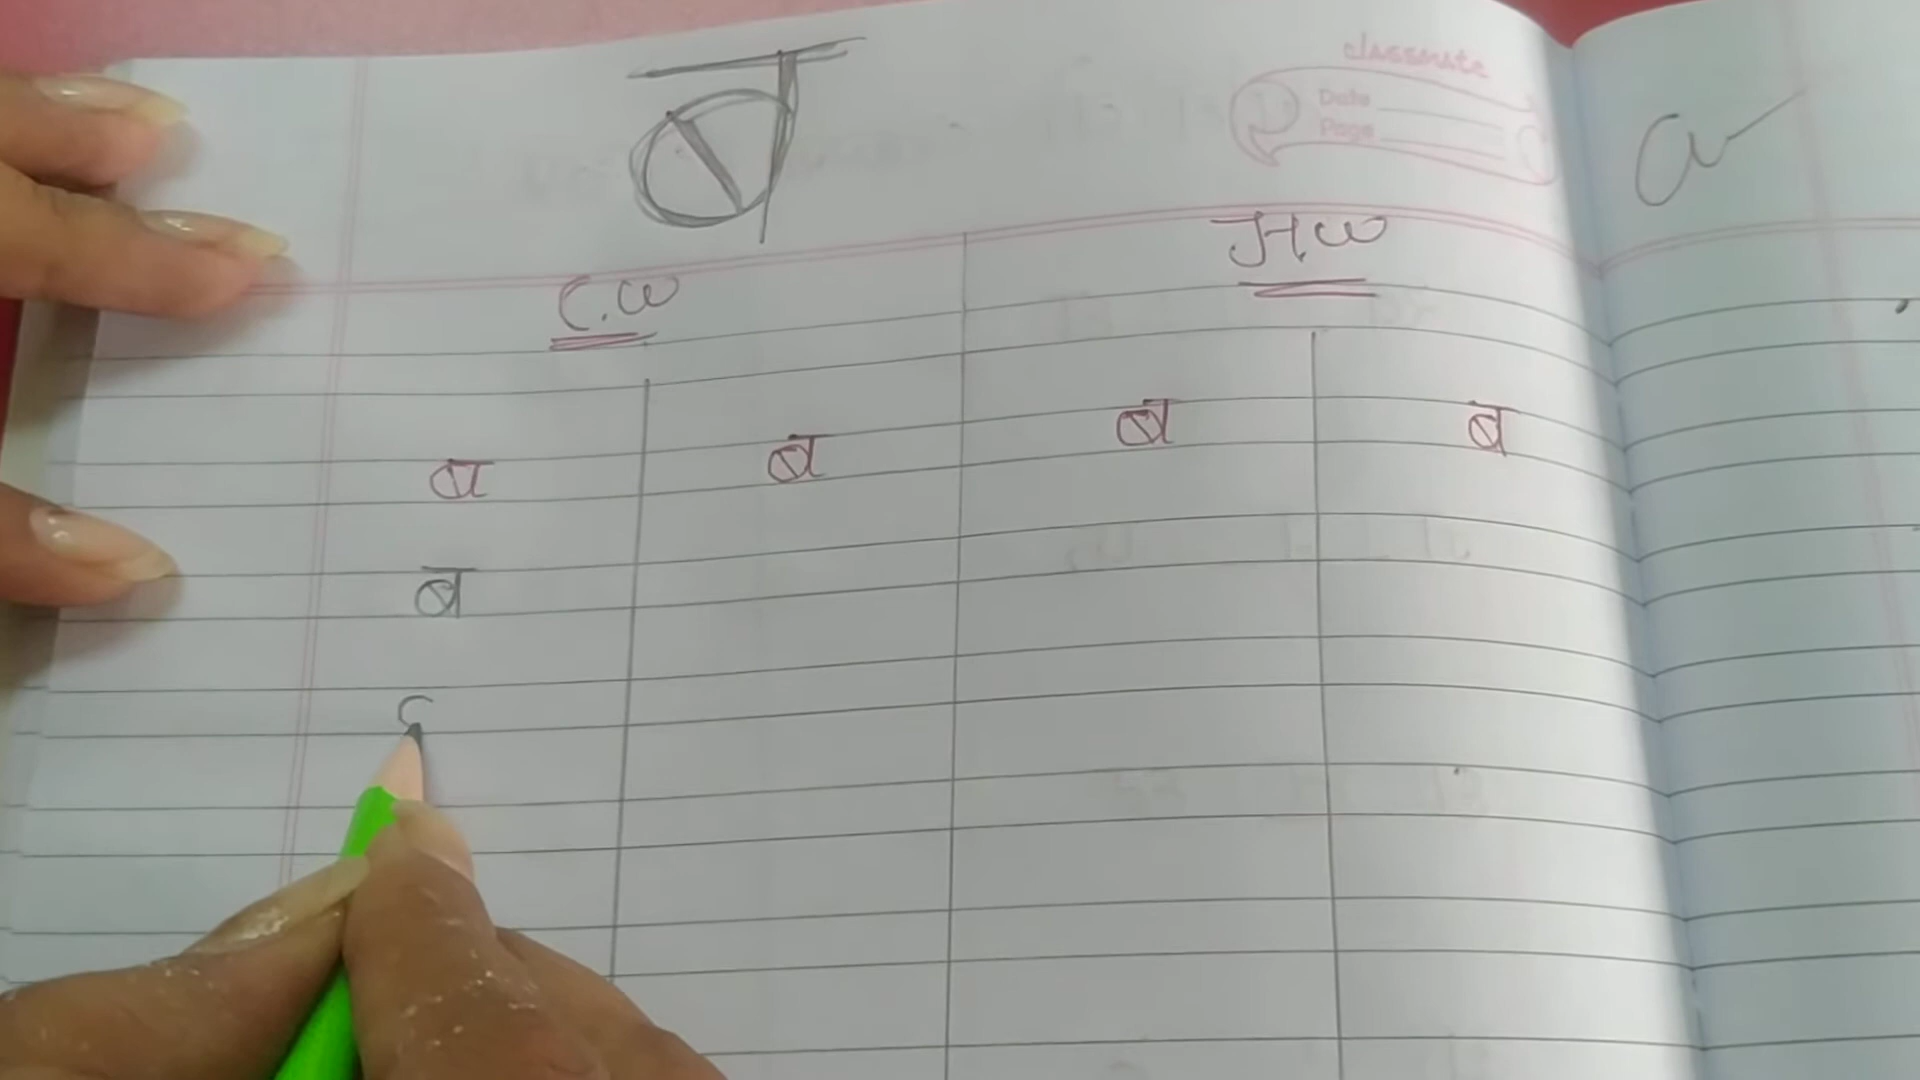 ब
classmate
Date
Page
C.W H.W
ब ब ब ब
ब